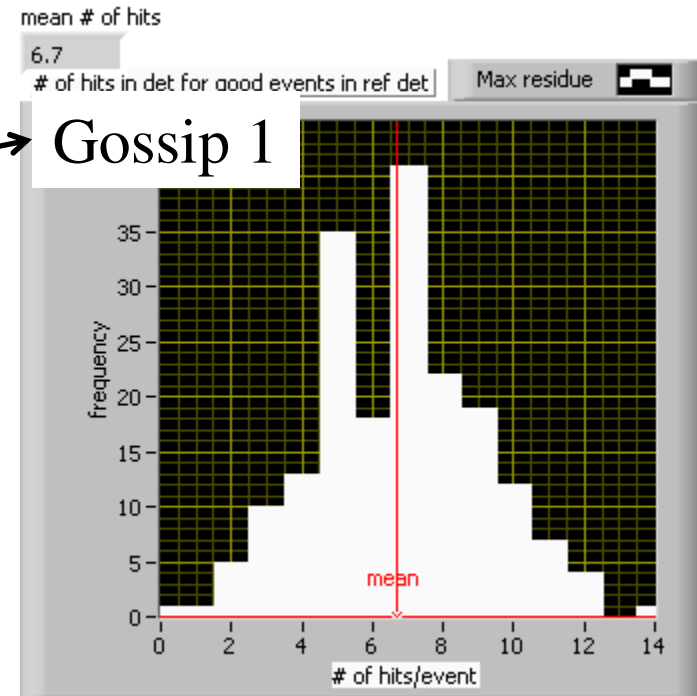 mean # of hits
6.7
# of hits in det for good events in ref det
Max residue
Gossip 1
35
30
25
20
15
10
5
0
frequency
mean
0 2 4 6 8 10 12 14
# of hits/event